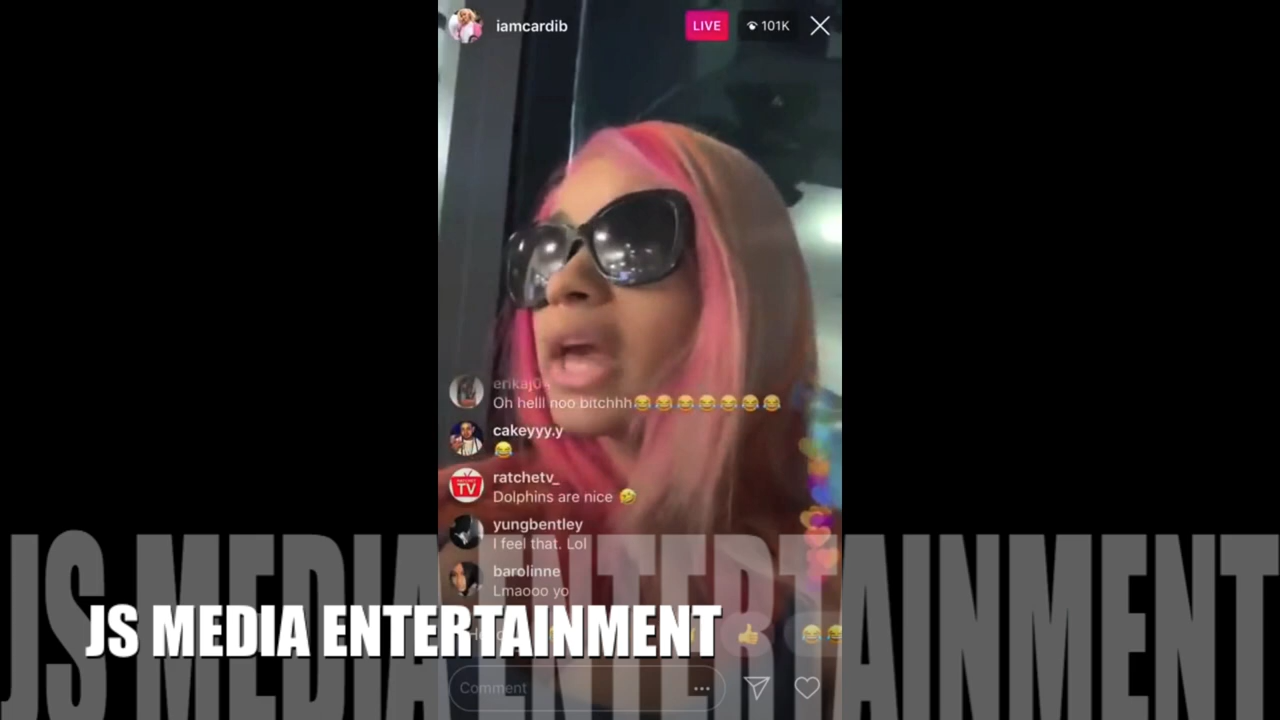 iamcardib
LIVE
101K
Oh helll noo bitchhh😂😂😂😂😂😂😂
cakeyyy.y
😂
ratchetv_
Dolphins are nice 🤣
yungbentley
I feel that. Lol
barolinne
Lmaooo yo
JS MEDIA ENTERTAINMENT
JS MEDIA ENTERTAINMENT
Comment
TV